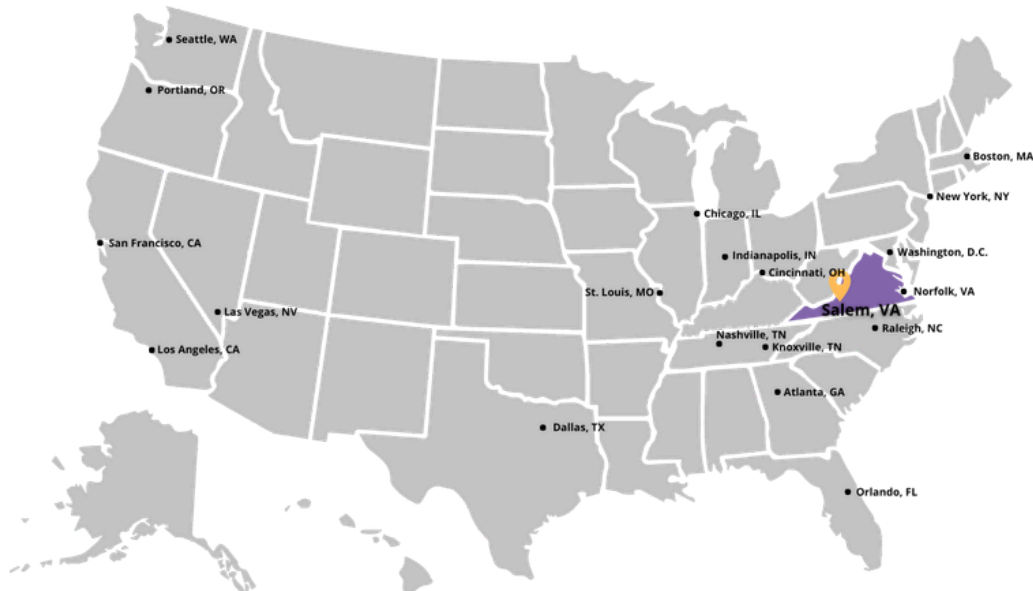 Seattle, WA
Portland, OR
Boston, MA
New York, NY
Chicago, IL
San Francisco, CA
Washington, D.C.
Indianapolis, IN
Cincinnati, OH
St. Louis, MO
Norfolk, VA
Salem, VA
Las Vegas, NV
Raleigh, NC
Nashville, TN
Knoxville, TN
Los Angeles, CA
Atlanta, GA
Dallas, TX
Orlando, FL